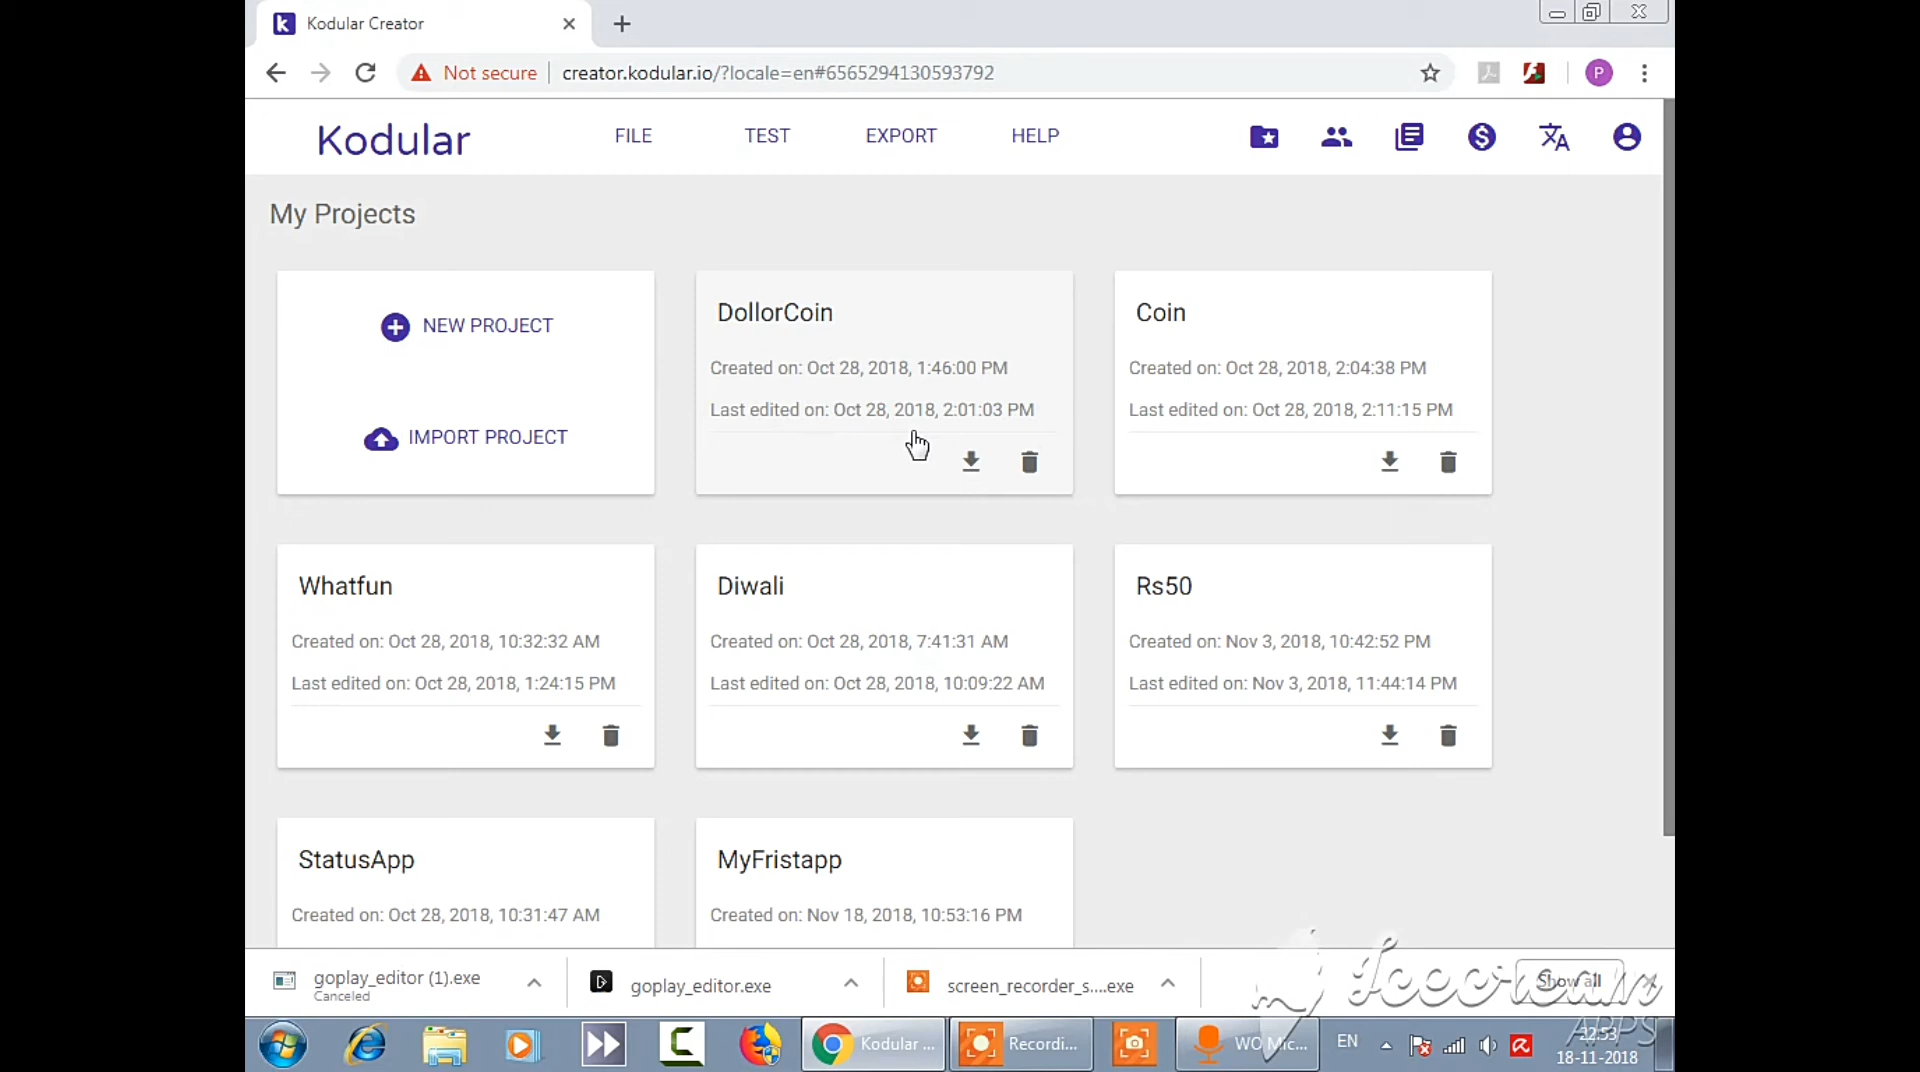 Kodular Creator
Not secure
creator.kodular.io/?locale=en#6565294130593792
P
Kodular
FILE
TEST
EXPORT
HELP
My Projects
NEW PROJECT
IMPORT PROJECT
DollorCoin
Created on: Oct 28, 2018, 1:46:00 PM
Last edited on: Oct 28, 2018, 2:01:03 PM
Coin
Created on: Oct 28, 2018, 2:04:38 PM
Last edited on: Oct 28, 2018, 2:11:15 PM
Whatfun
Created on: Oct 28, 2018, 10:32:32 AM
Last edited on: Oct 28, 2018, 1:24:15 PM
Diwali
Created on: Oct 28, 2018, 7:41:31 AM
Last edited on: Oct 28, 2018, 10:09:22 AM
Rs50
Created on: Nov 3, 2018, 10:42:52 PM
Last edited on: Nov 3, 2018, 11:44:14 PM
StatusApp
Created on: Oct 28, 2018, 10:31:47 AM
MyFristapp
Created on: Nov 18, 2018, 10:53:16 PM
goplay_editor (1).exe
Canceled
goplay_editor.exe
screen_recorder_s....exe
Show all
Icecream
APPS
Kodular ...
Recordi...
WO Mic...
EN
22:53
18-11-2018